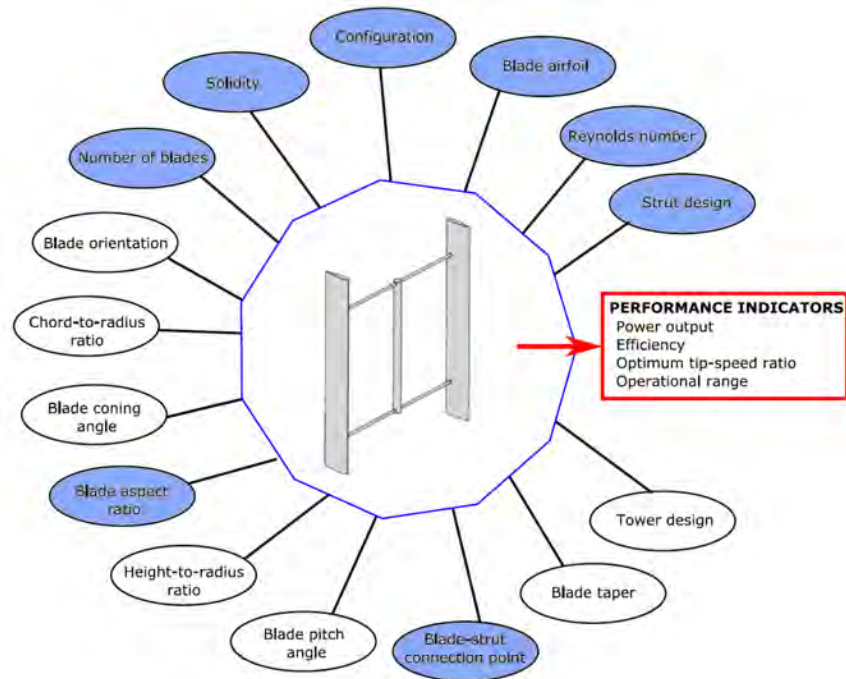 Configuration
Blade airfoil
Solidity
Reynolds number
Number of blades
Strut design
Blade orientation
Chord-to-radius
ratio
PERFORMANCE INDICATORS
Power output
Efficiency
Optimum tip-speed ratio
Operational range
Blade coning
angle
Blade aspect
ratio
Tower design
Height-to-radius
ratio
Blade taper
Blade pitch
angle
Blade-strut
connection point